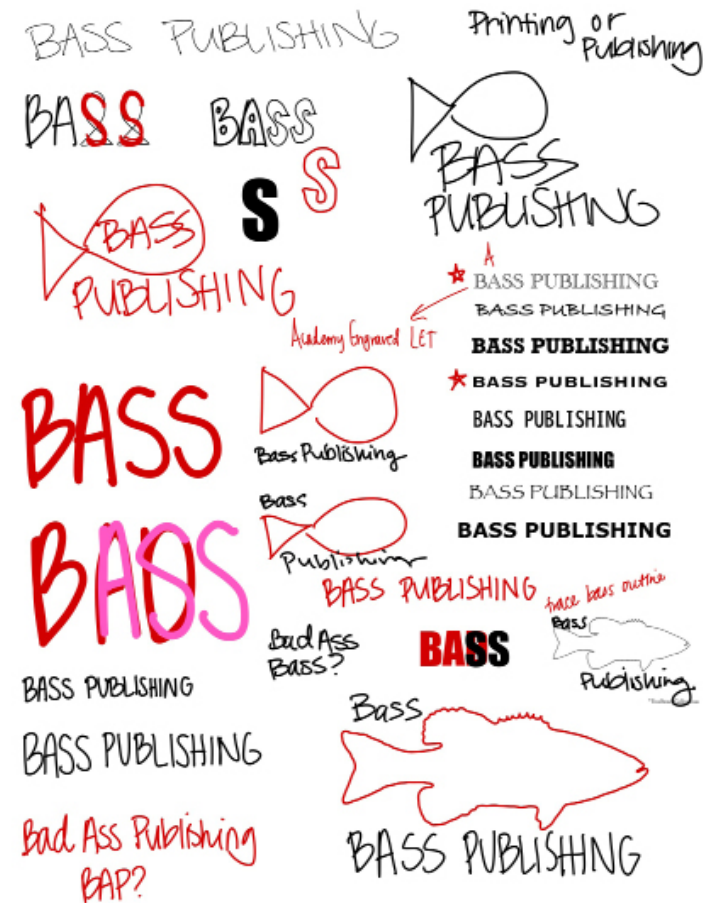 BASS PUBLISHING
Printing or
Publishing
BASS
BASS
S
S
BASS
PUBLISHING
BASS
PUBLISHING
A
BASS PUBLISHING
BASS PUBLISHING
Academy Engraved LET
BASS PUBLISHING
BASS PUBLISHING
BASS PUBLISHING
BASS PUBLISHING
BASS PUBLISHING
BASS PUBLISHING
BASS
Bass Publishing
Bass
Publishing
BASS PUBLISHING
trace bass outline
BASS
Bad Ass
Bass?
BASS
Bass
Publishing
BASS PUBLISHING
Bass
BASS PUBLISHING
BASS PUBLISHING
Bad Ass Publishing
BAP?